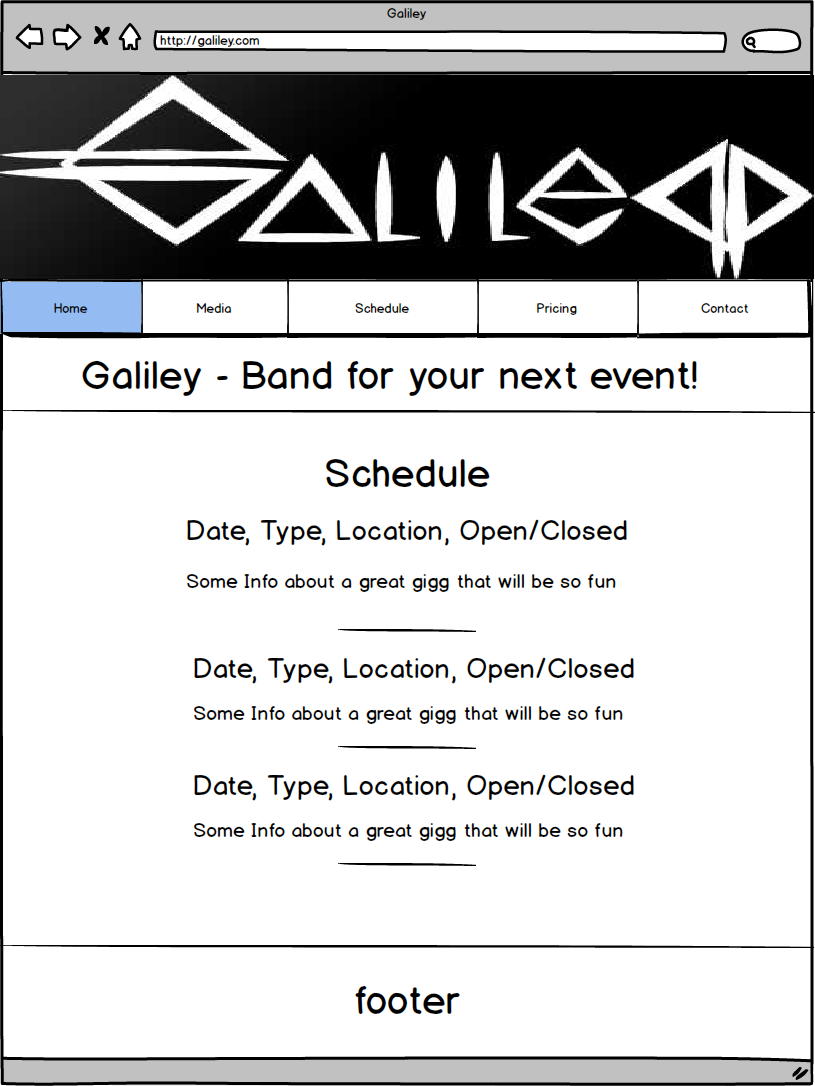 Galiley
http://galiley.com
Home Media Schedule Pricing Contact
Galiley - Band for your next event!
Schedule
Date, Type, Location, Open/Closed
Some Info about a great gigg that will be so fun
Date, Type, Location, Open/Closed
Some Info about a great gigg that will be so fun
Date, Type, Location, Open/Closed
Some Info about a great gigg that will be so fun
footer